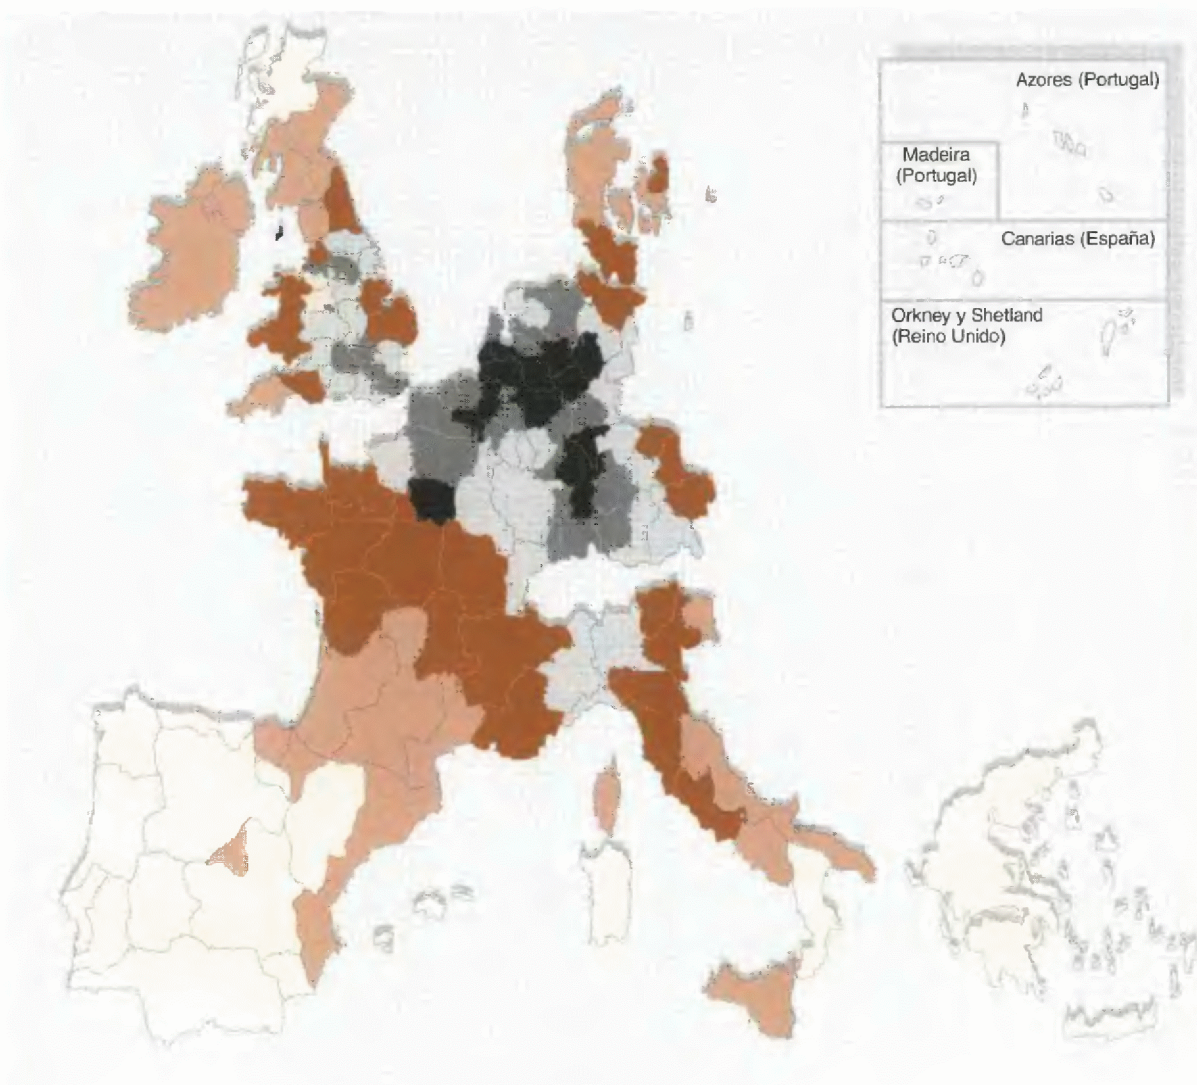 Azores (Portugal)
Madeira
(Portugal)
Canarias (España)
Orkney y Shetland
(Reino Unido)